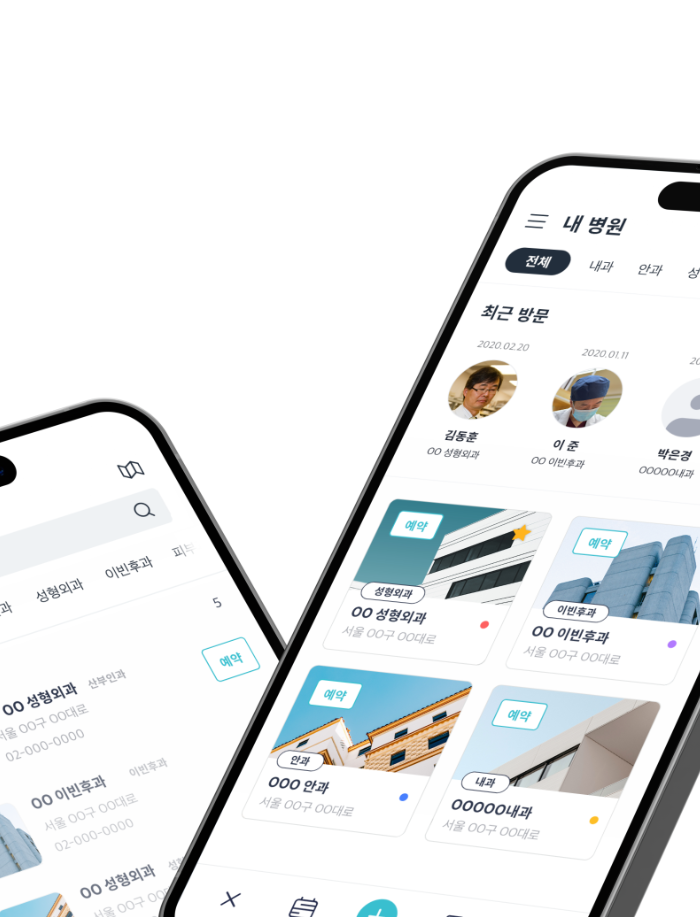 내 병원
전체 내과 안과
최근 방문
2020.02.20 2020.01.11
김동훈 이 준 박은경
OO 성형외과 OO 이빈후과 OOOOO내과
예약 예약
성형외과 이빈후과
OO 성형외과 OO 이빈후과
서울 OO구 OO대로 서울 OO구 OO대로
예약 예약
안과 내과
OOO 안과 OOOOO내과
서울 OO구 OO대로 서울 OO구 OO대로
성형외과 이빈후과
5
OO 성형외과 산부인과 예약
서울 OO구 OO대로
02-000-0000
OO 이빈후과 이빈후과
서울 OO구 OO대로
02-000-0000
OO 성형외과
서울 OO구 OO대로